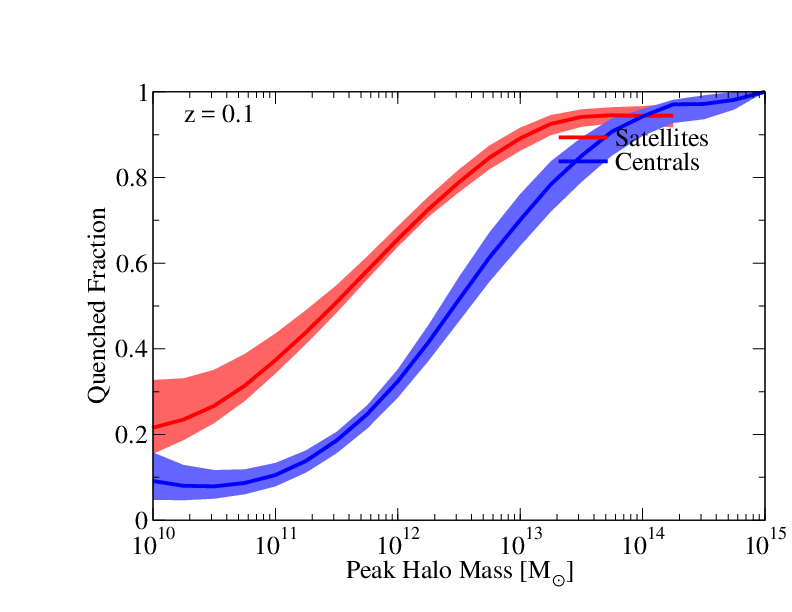 1
z = 0.1
Satellites
Centrals
0.8
0.6
0.4
0.2
0
Quenched Fraction
10^10 10^11 10^12 10^13 10^14 10^15
Peak Halo Mass [M⊙]